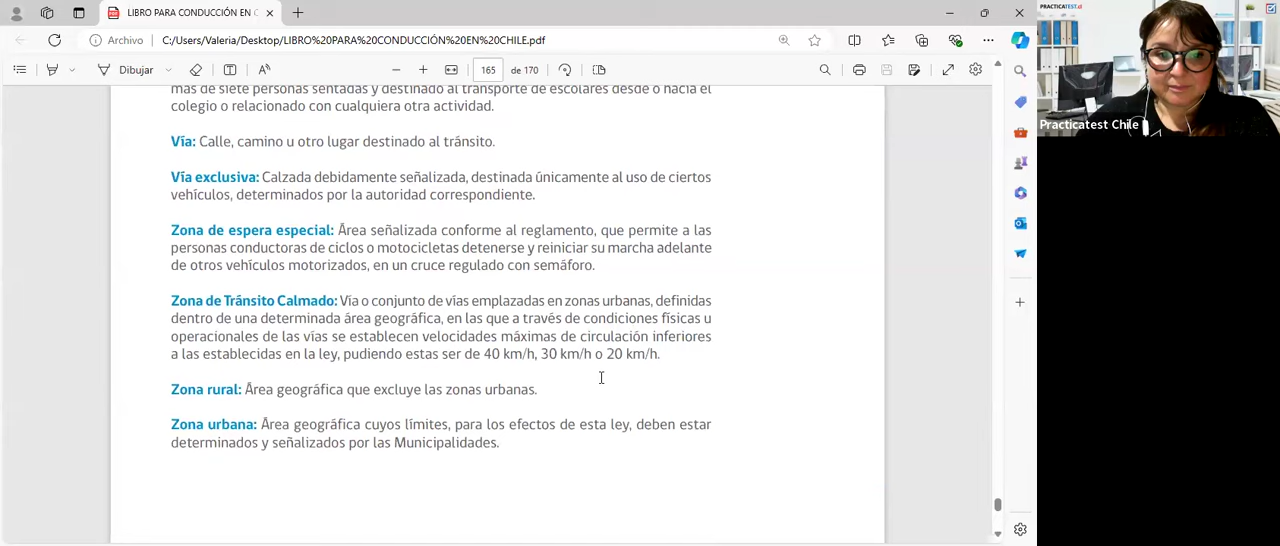 LIBRO PARA CONDUCCIÓN EN C
Archivo
C:/Users/Valeria/Desktop/LIBRO%20PARA%20CONDUCCIÓN%20EN%20CHILE.pdf
Dibujar
165 de 170
más de siete personas sentadas y destinado al transporte de escolares desde o hacia el
colegio o relacionado con cualquiera otra actividad.
Vía: Calle, camino u otro lugar destinado al tránsito.
Vía exclusiva: Calzada debidamente señalizada, destinada únicamente al uso de ciertos
vehículos, determinados por la autoridad correspondiente.
Zona de espera especial: Área señalizada conforme al reglamento, que permite a las
personas conductoras de ciclos o motocicletas detenerse y reiniciar su marcha adelante
de otros vehículos motorizados, en un cruce regulado con semáforo.
Zona de Tránsito Calmado: Vía o conjunto de vías emplazadas en zonas urbanas, definidas
dentro de una determinada área geográfica, en las que a través de condiciones físicas u
operacionales de las vías se establecen velocidades máximas de circulación inferiores
a las establecidas en la ley, pudiendo estas ser de 40 km/h, 30 km/h o 20 km/h.
Zona rural: Área geográfica que excluye las zonas urbanas.
Zona urbana: Área geográfica cuyos límites, para los efectos de esta ley, deben estar
determinados y señalizados por las Municipalidades.
PRACTICATEST.cl
Practicatest Chile